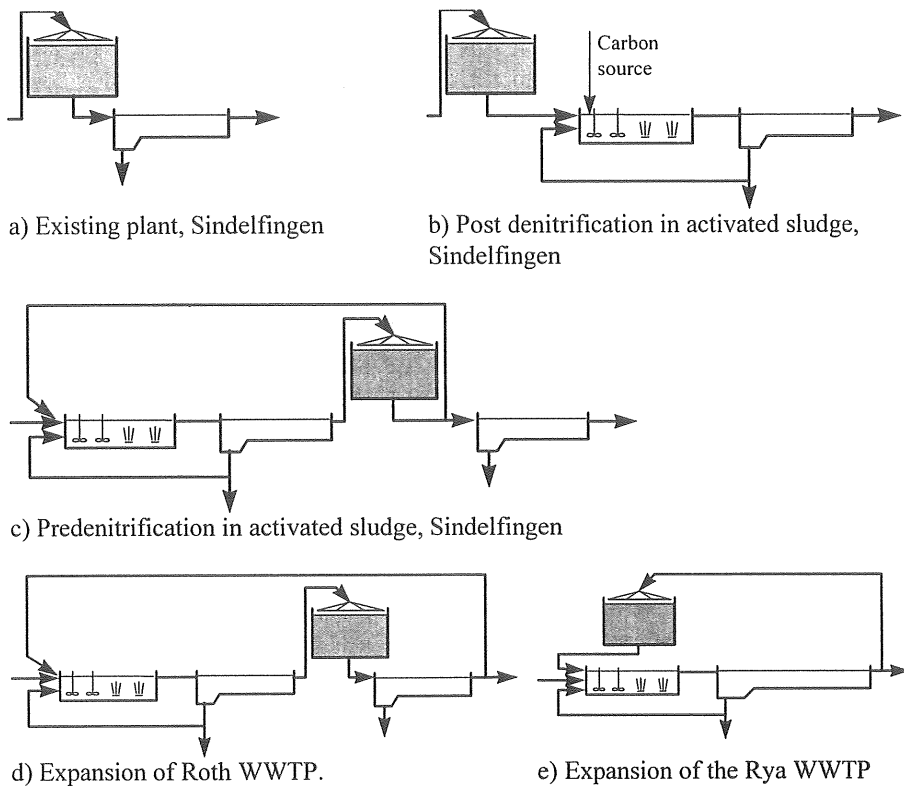 Carbon
source
a) Existing plant, Sindelfingen
b) Post denitrification in activated sludge,
Sindelfingen
c) Predenitrification in activated sludge, Sindelfingen
d) Expansion of Roth WWTP.
e) Expansion of the Rya WWTP